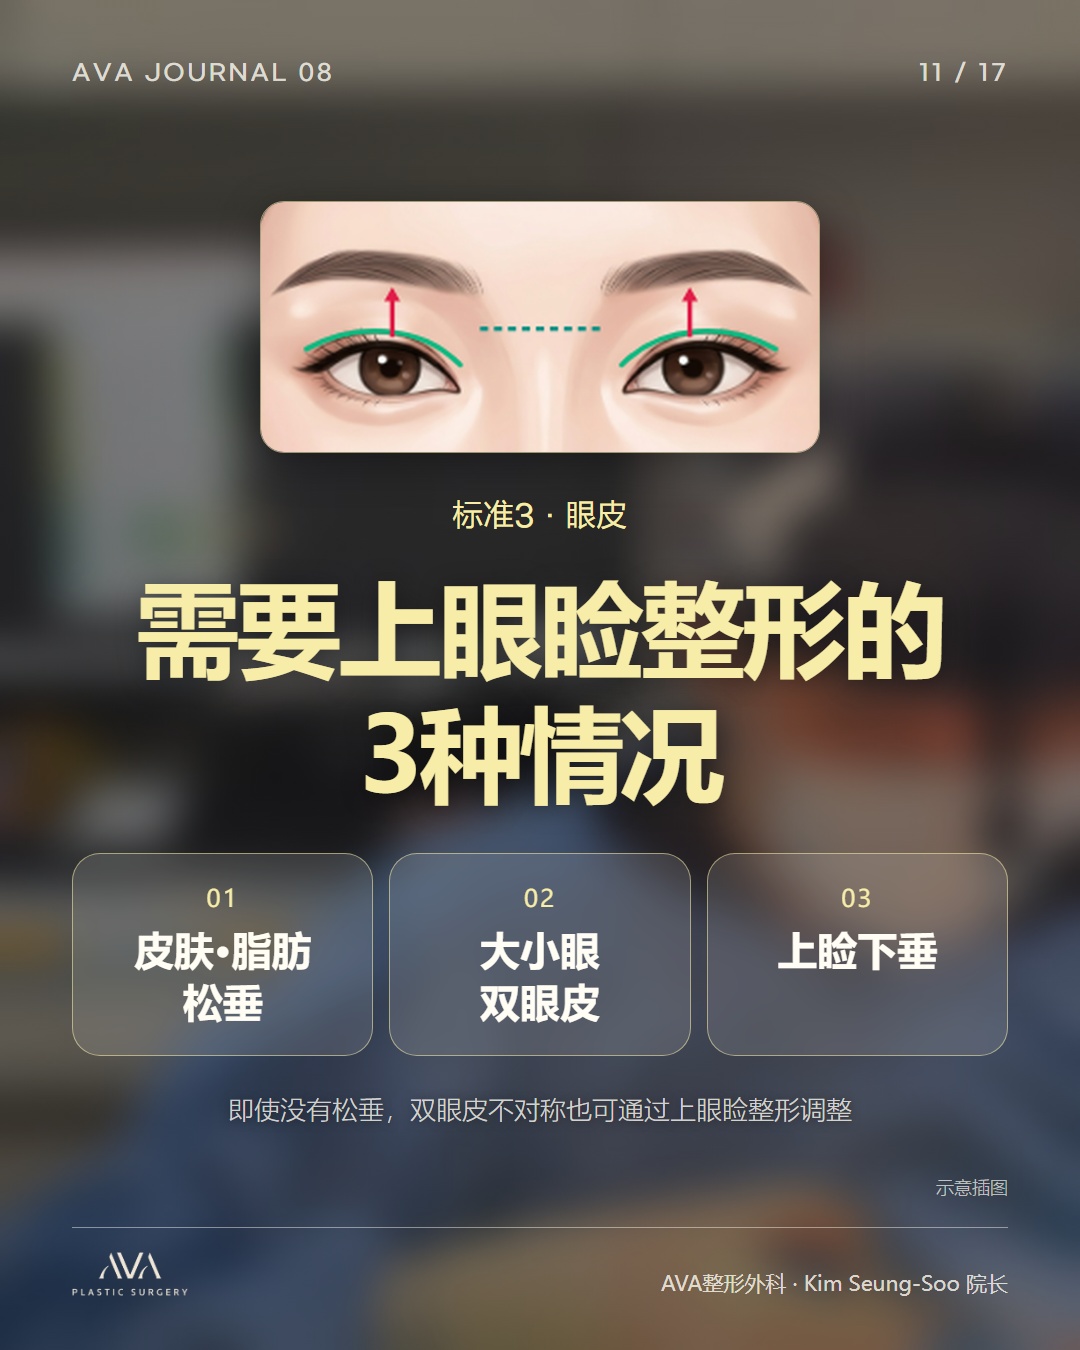 AVA JOURNAL 08
11 / 17
标准3 · 眼皮
需要上眼睑整形的
3种情况
01
皮肤•脂肪
松垂
02
大小眼
双眼皮
03
上睑下垂
即使没有松垂，双眼皮不对称也可通过上眼睑整形调整
示意插图
AVA
PLASTIC SURGERY
AVA整形外科 · Kim Seung-Soo 院长